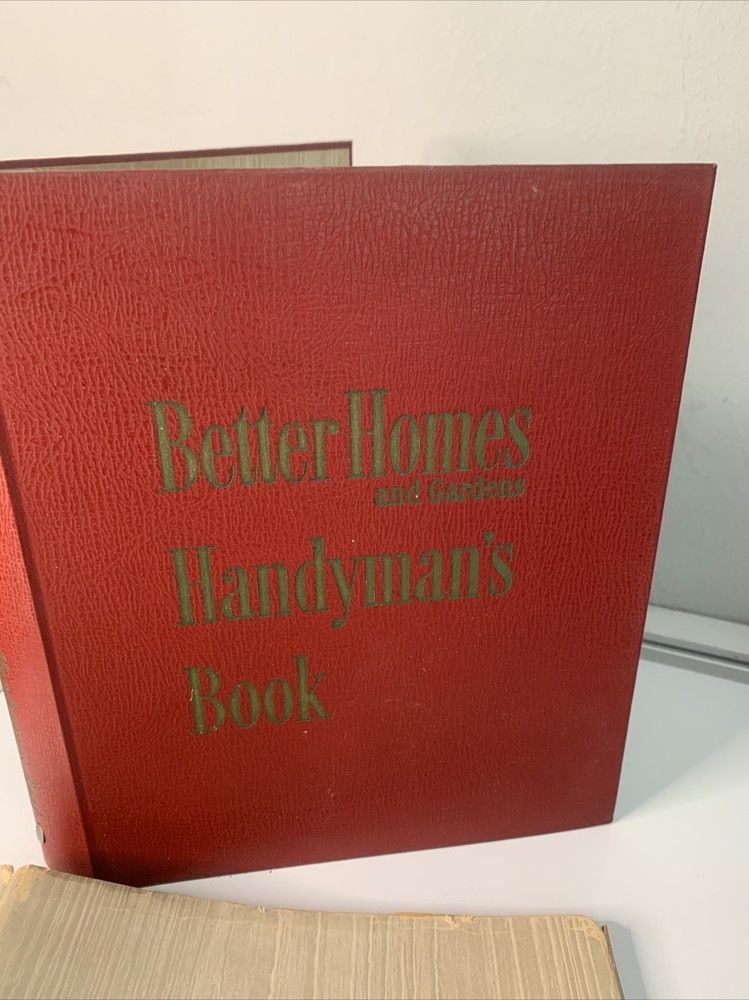 Better Homes
and Gardens
Handyman's
Book